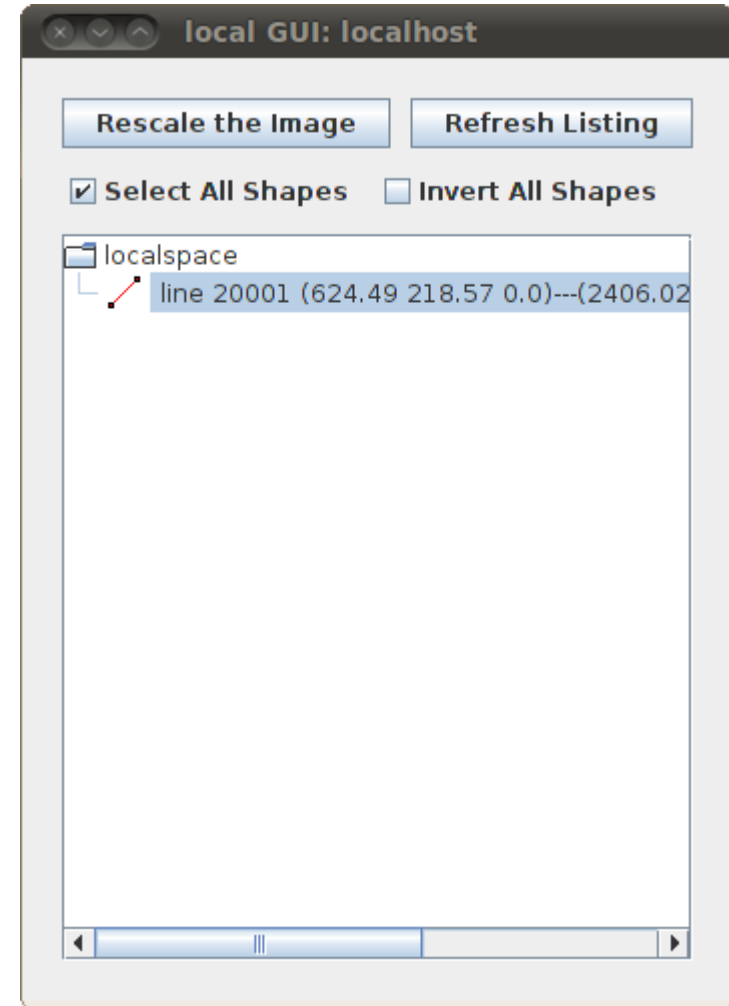 local GUI: localhost
Rescale the Image Refresh Listing
Select All Shapes Invert All Shapes
localspace
line 20001 (624.49 218.57 0.0)---(2406.02